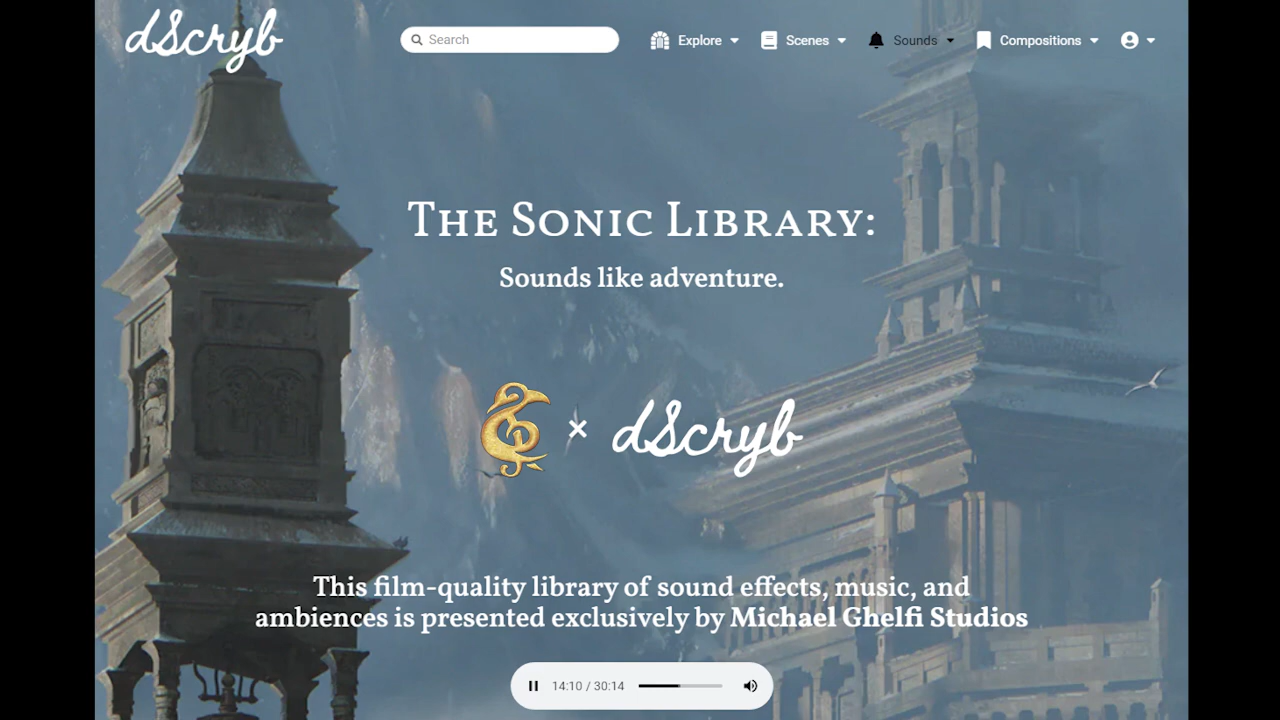 dScryb
Search
Explore
Scenes
Sounds
Compositions
The Sonic Library:
Sounds like adventure.
× dScryb
This film-quality library of sound effects, music, and
ambiences is presented exclusively by Michael Ghelfi Studios
14:10 / 30:14